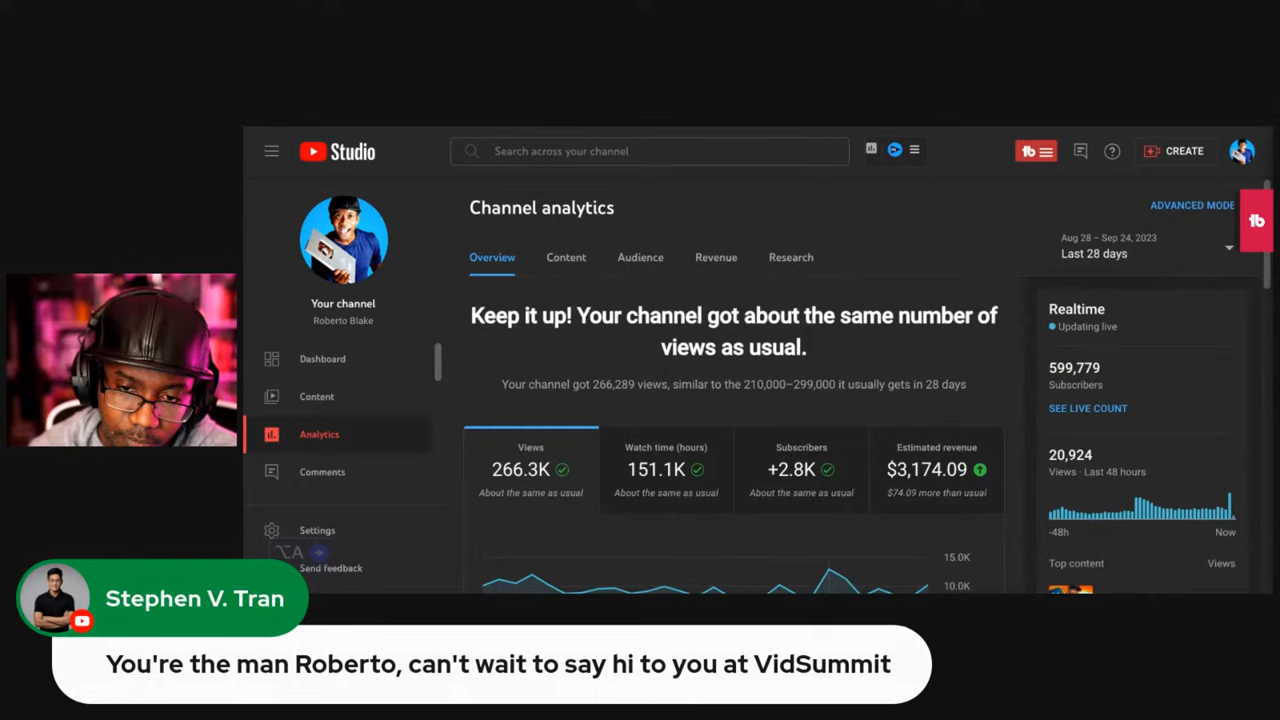 Studio
Search across your channel
tb
CREATE
Channel analytics
ADVANCED MODE
tb
Aug 28 – Sep 24, 2023
Last 28 days
Overview
Content
Audience
Revenue
Research
Your channel
Roberto Blake
Keep it up! Your channel got about the same number of
views as usual.
Your channel got 266,289 views, similar to the 210,000–299,000 it usually gets in 28 days
Realtime
Updating live
599,779
Subscribers
SEE LIVE COUNT
20,924
Views · Last 48 hours
-48h
Now
Top content
Views
Dashboard
Content
Analytics
Comments
Settings
⌥A
Send feedback
Views
266.3K
About the same as usual
Watch time (hours)
151.1K
About the same as usual
Subscribers
+2.8K
About the same as usual
Estimated revenue
$3,174.09
$74.09 more than usual
15.0K
10.0K
Stephen V. Tran
You're the man Roberto, can't wait to say hi to you at VidSummit